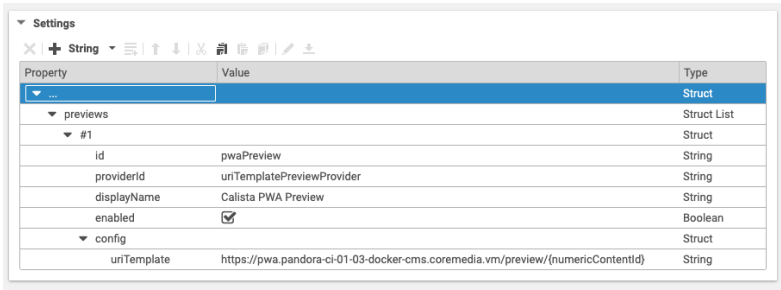 Settings
String
Property Value Type
... Struct
previews Struct List
#1 Struct
id pwaPreview String
providerId uriTemplatePreviewProvider String
displayName Calista PWA Preview String
enabled Boolean
config Struct
uriTemplate https://pwa.pandora-ci-01-03-docker-cms.coremedia.vm/preview/{numericContentId} String